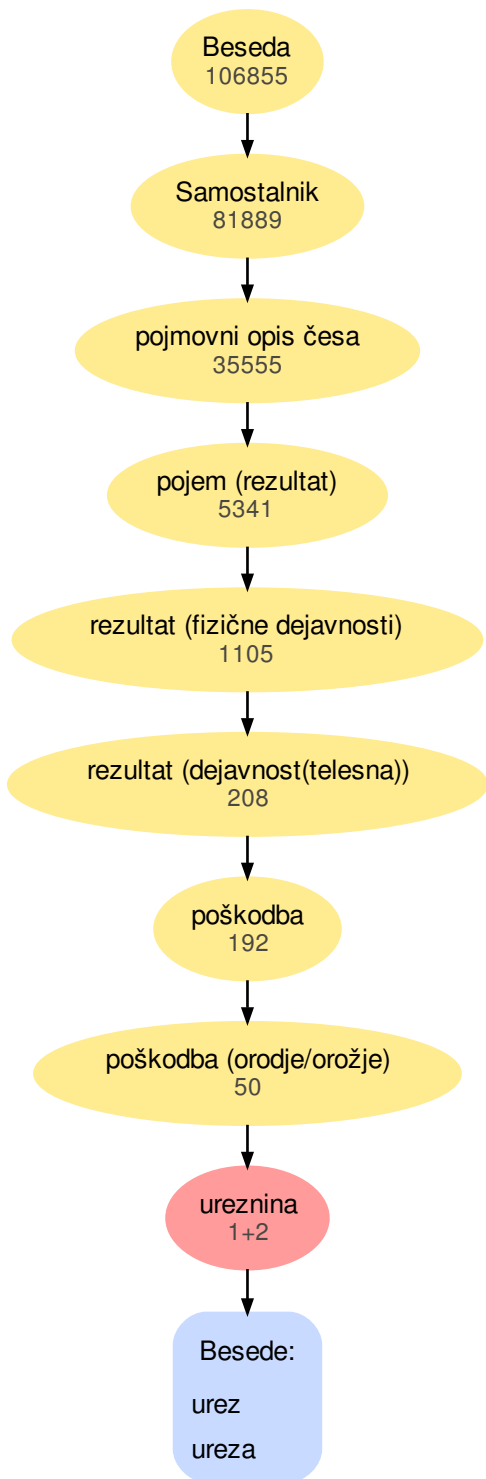 Beseda
106855
Samostalnik
81889
pojmovni opis česa
35555
pojem (rezultat)
5341
rezultat (fizične dejavnosti)
1105
rezultat (dejavnost(telesna))
208
poškodba
192
poškodba (orodje/orožje)
50
ureznina
1+2
Besede:
urez
ureza